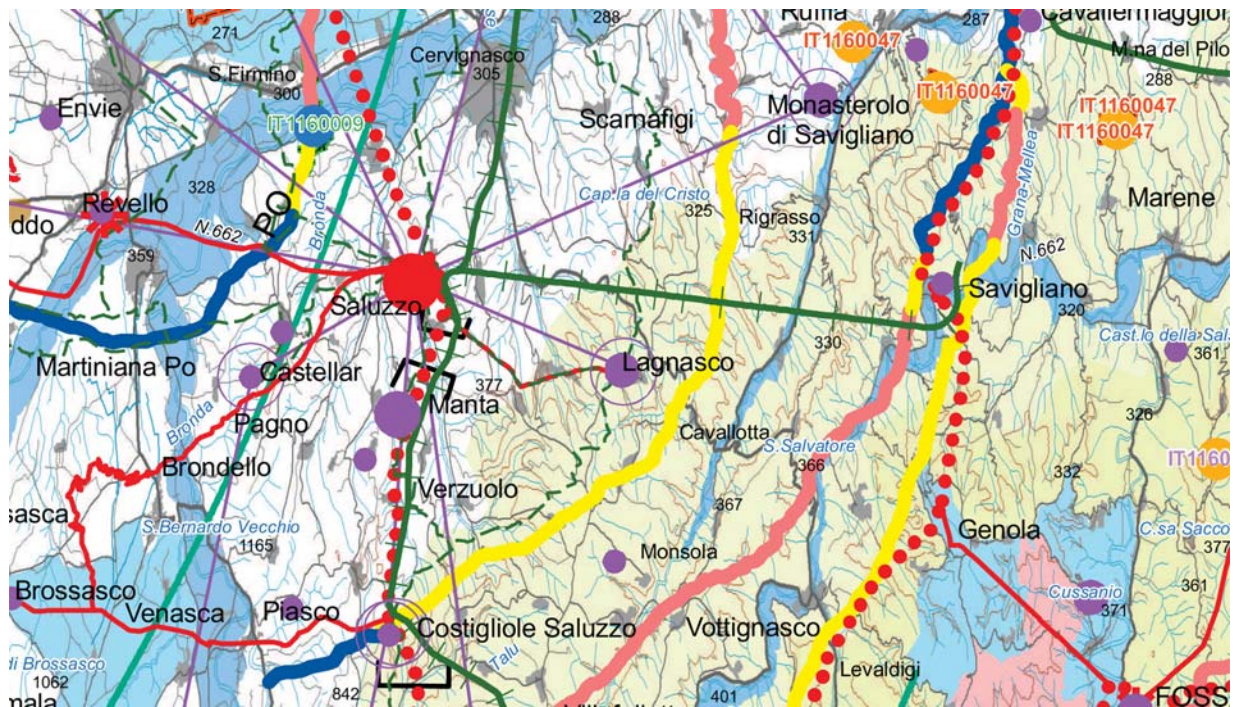 271
288
Ruffia
287
Cavallermaggior
Cervignasco
305
S.Firmino
300
IT1160047
M.na del Pilo
288
Envie
IT1160009
Scarnafigi
Monasterolo
di Savigliano
IT1160047
IT1160047
IT1160047
328
Revello
ddo
N.662
PO
Bronda
Cap.la del Cristo
325
Rigrasso
331
Grana-Mellea
Marene
359
N.662
Saluzzo
Savigliano
320
Martiniana Po
Castellar
377
Lagnasco
330
Cast.lo della Sal
361
Manta
Bronda
Pagno
326
Cavallotta
S.Salvatore
366
Brondello
IT1160
Verzuolo
332
367
sasca
S.Bernardo Vecchio
1165
Genola
C.sa Sacco
377
Monsola
361
Brossasco
Venasca
Piasco
Cussanio
371
Costigliole Saluzzo
Vottignasco
Talu
di Brossasco
1062
Levaldigi
842
401
mala
FOSS